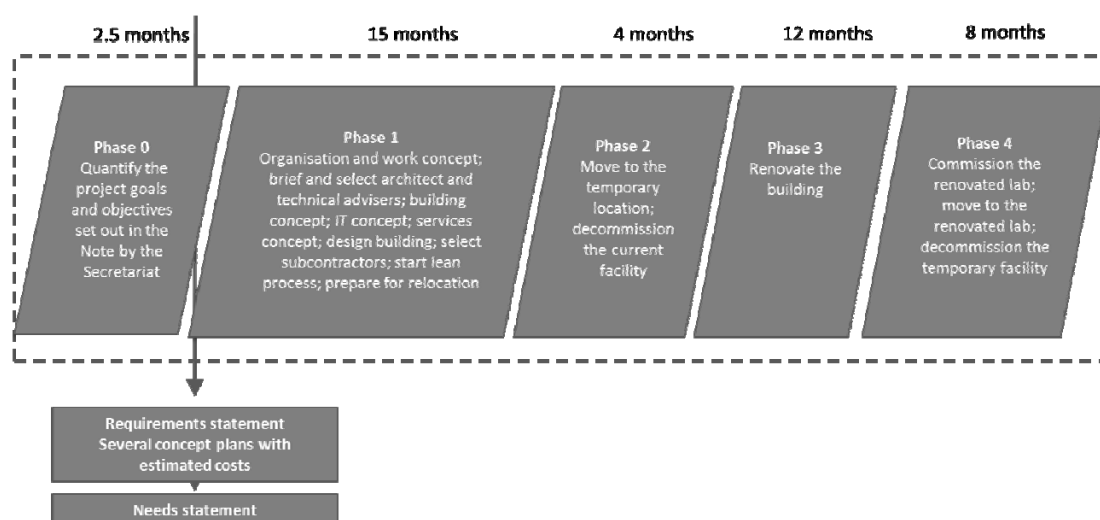 2.5 months
15 months
4 months
12 months
8 months
Phase 0
Quantify the
project goals
and objectives
set out in the
Note by the
Secretariat
Phase 1
Organisation and work concept;
brief and select architect and
technical advisers; building
concept; IT concept; services
concept; design building; select
subcontractors; start lean
process; prepare for relocation
Phase 2
Move to the
temporary
location;
decommission
the current
facility
Phase 3
Renovate the
building
Phase 4
Commission the
renovated lab;
move to the
renovated lab;
decommission the
temporary facility
Requirements statement
Several concept plans with
estimated costs
Needs statement